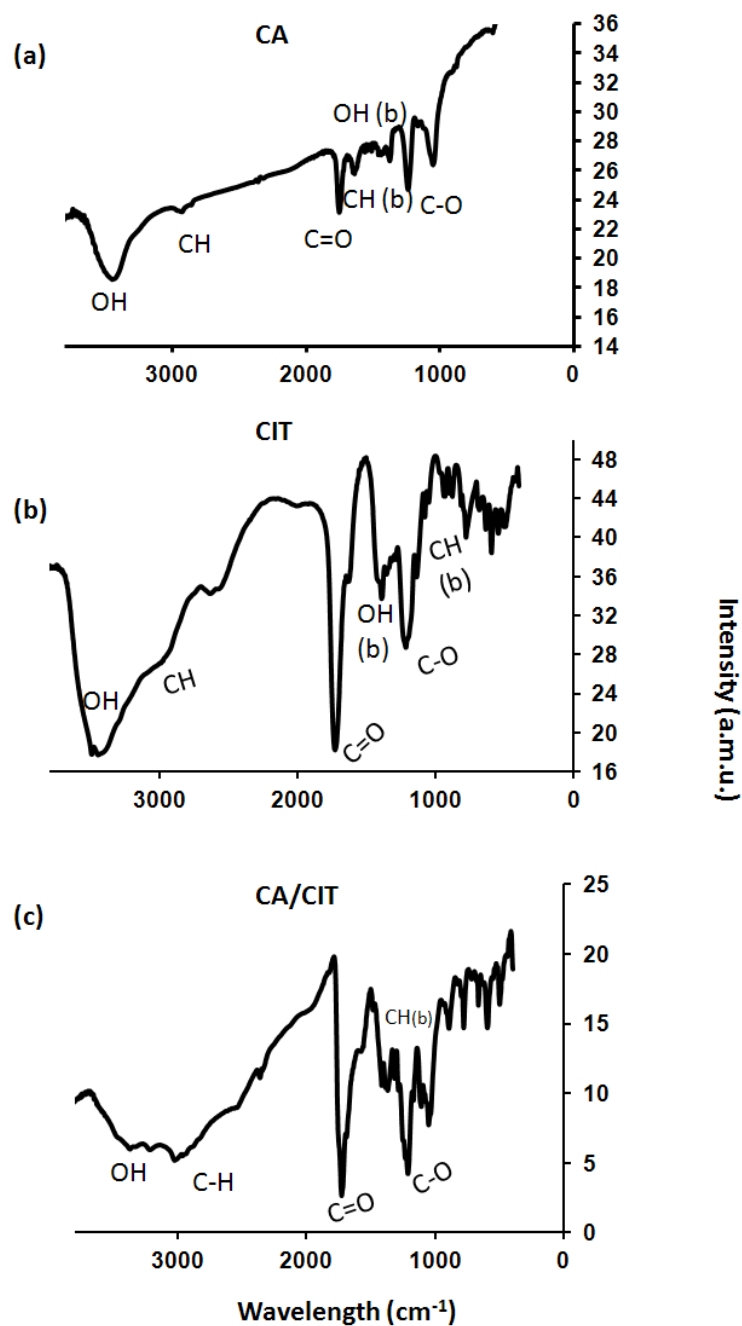 (a)
CA
OH (b)
CH (b)
C-O
CH
C=O
OH
36
34
32
30
28
26
24
22
20
18
16
14
3000 2000 1000 0
CIT
(b)
48
44
40
36
32
28
24
20
16
CH
(b)
OH
(b)
C-O
CH
OH
C=O
3000 2000 1000 0
Intensity (a.m.u.)
CA/CIT
(c)
25
20
15
10
5
0
CH(b)
OH
C-H
C-O
C=O
3000 2000 1000 0
Wavelength (cm⁻¹)